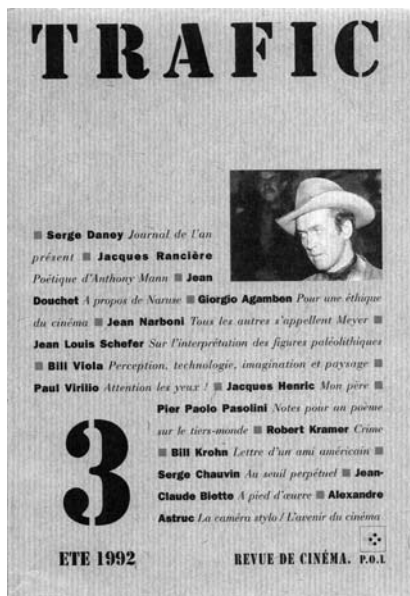 TRAFIC
■ Serge Daney Journal de l'an
présent ■ Jacques Rancière
Poétique d'Anthony Mann ■ Jean
Douchet A propos de Naruse ■ Giorgio Agamben Pour une éthique
du cinéma ■ Jean Narboni Tous les autres s'appellent Meyer ■
Jean Louis Schefer Sur l'interprétation des figures paléolithiques
■ Bill Viola Perception, technologie, imagination et paysage ■
Paul Virilio Attention les yeux ! ■ Jacques Henric Mon père ■
Pier Paolo Pasolini Notes pour un poème
sur le tiers-monde ■ Robert Kramer Crime
■ Bill Krohn Lettre d'un ami américain ■
Serge Chauvin Au seuil perpétuel ■ Jean-
Claude Biette A pied d'œuvre ■ Alexandre
Astruc La caméra stylo / L'avenir du cinéma
3
ETE 1992
REVUE DE CINÉMA. P.O.L